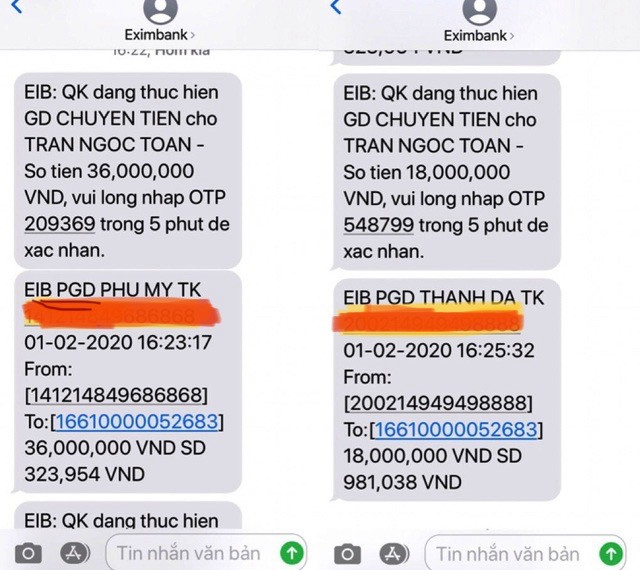 Eximbank
16:22, Hôm kia
EIB: QK dang thuc hien
GD CHUYEN TIEN cho
TRAN NGOC TOAN -
So tien 36,000,000
VND, vui long nhap OTP
209369 trong 5 phut de
xac nhan.
EIB PGD PHU MY TK
01-02-2020 16:23:17
From:
[141214849686868]
To:[16610000052683]
36,000,000 VND SD
323,954 VND
EIB: QK dang thuc hien
Tin nhắn văn bản
Eximbank
EIB: QK dang thuc hien
GD CHUYEN TIEN cho
TRAN NGOC TOAN -
So tien 18,000,000
VND, vui long nhap OTP
548799 trong 5 phut de
xac nhan.
EIB PGD THANH DA TK
01-02-2020 16:25:32
From:
[200214949498888]
To:[16610000052683]
18,000,000 VND SD
981,038 VND
Tin nhắn văn bản